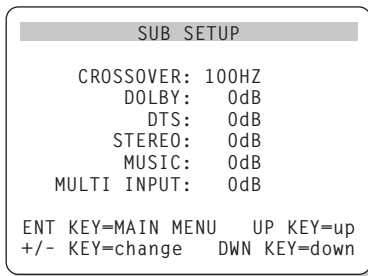 SUB SETUP
CROSSOVER: 100HZ
DOLBY: 0dB
DTS: 0dB
STEREO: 0dB
MUSIC: 0dB
MULTI INPUT: 0dB
ENT KEY=MAIN MENU UP KEY=up
+/- KEY=change DWN KEY=down